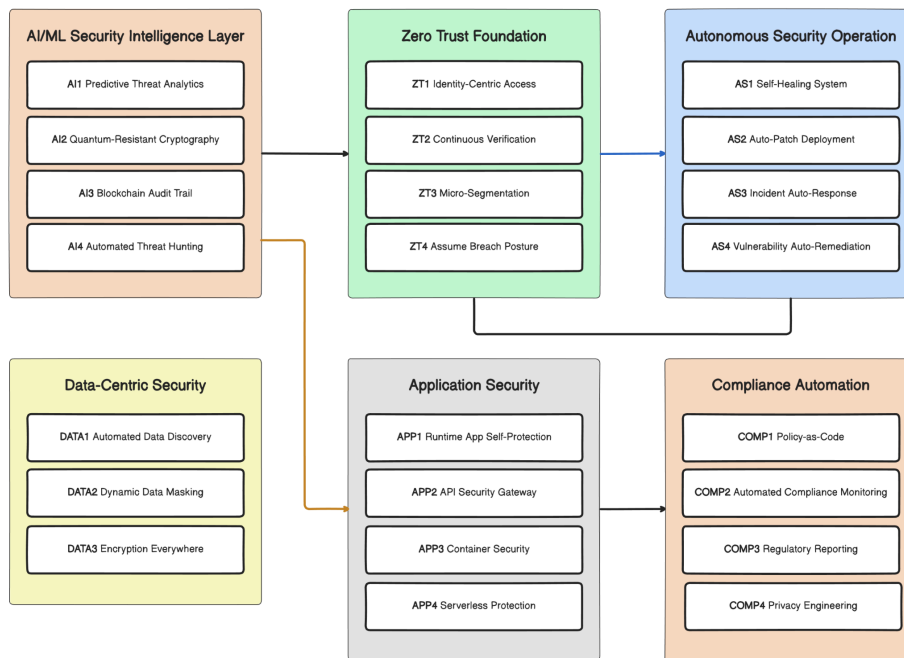 AI/ML Security Intelligence Layer
AI1 Predictive Threat Analytics
AI2 Quantum-Resistant Cryptography
AI3 Blockchain Audit Trail
AI4 Automated Threat Hunting
Zero Trust Foundation
ZT1 Identity-Centric Access
ZT2 Continuous Verification
ZT3 Micro-Segmentation
ZT4 Assume Breach Posture
Autonomous Security Operation
AS1 Self-Healing System
AS2 Auto-Patch Deployment
AS3 Incident Auto-Response
AS4 Vulnerability Auto-Remediation
Data-Centric Security
DATA1 Automated Data Discovery
DATA2 Dynamic Data Masking
DATA3 Encryption Everywhere
Application Security
APP1 Runtime App Self-Protection
APP2 API Security Gateway
APP3 Container Security
APP4 Serverless Protection
Compliance Automation
COMP1 Policy-as-Code
COMP2 Automated Compliance Monitoring
COMP3 Regulatory Reporting
COMP4 Privacy Engineering